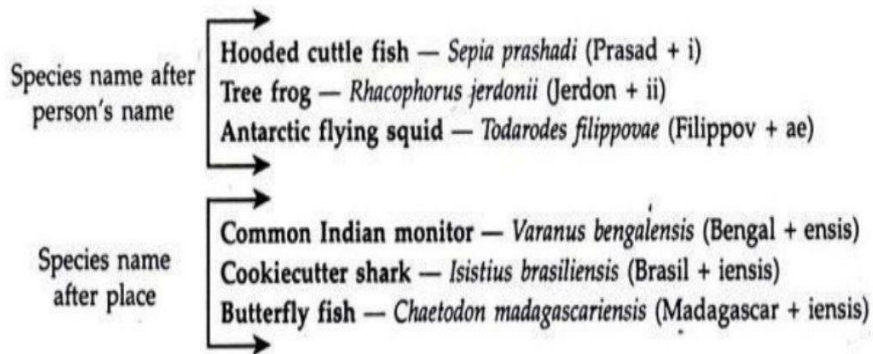 Species name after
person's name
Hooded cuttle fish — Sepia prashadi (Prasad + i)
Tree frog — Rhacophorus jerdonii (Jerdon + ii)
Antarctic flying squid — Todarodes filippovae (Filippov + ae)
Species name
after place
Common Indian monitor — Varanus bengalensis (Bengal + ensis)
Cookiecutter shark — Isistius brasiliensis (Brasil + iensis)
Butterfly fish — Chaetodon madagascariensis (Madagascar + iensis)